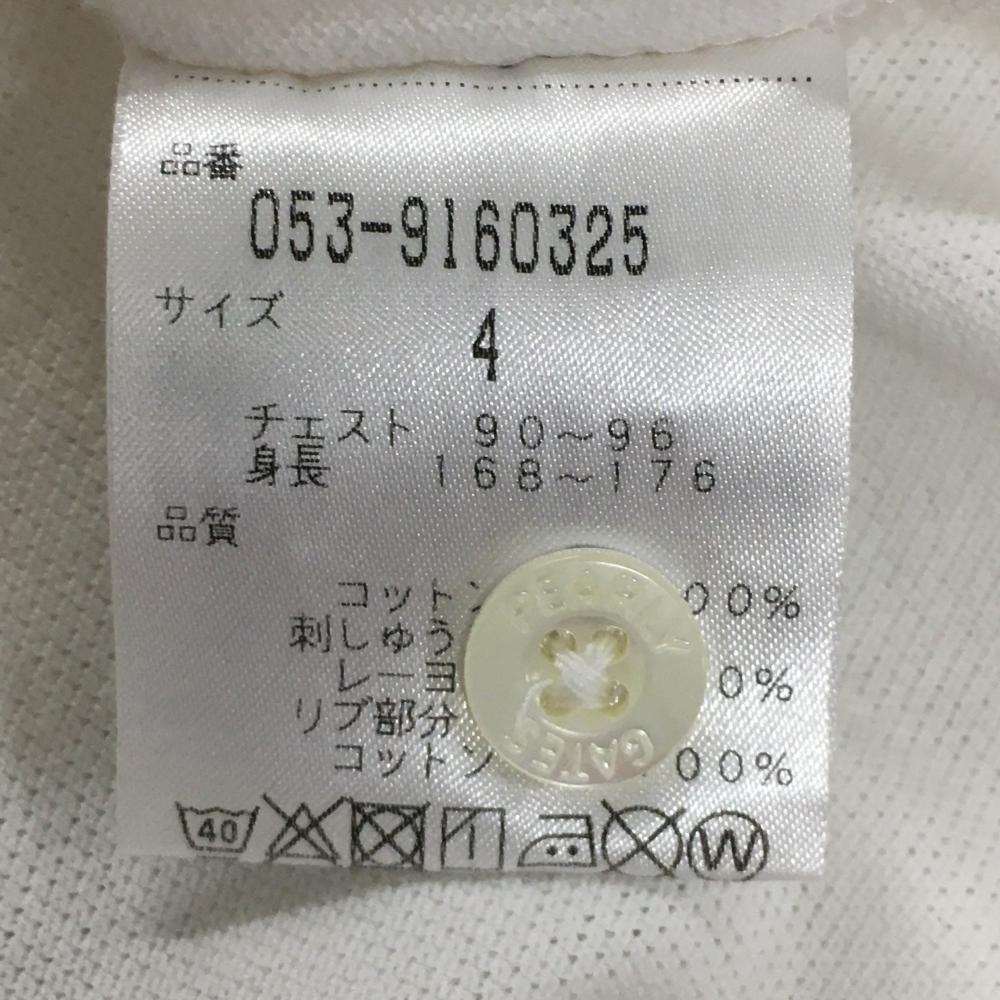 品番
053-9160325
サイズ
4
チェスト 90~96
身長 168~176
品質
コットン 00%
刺しゅう
レーヨ 0%
リブ部分
コットン 00%
PEARLY
GATES
40
W